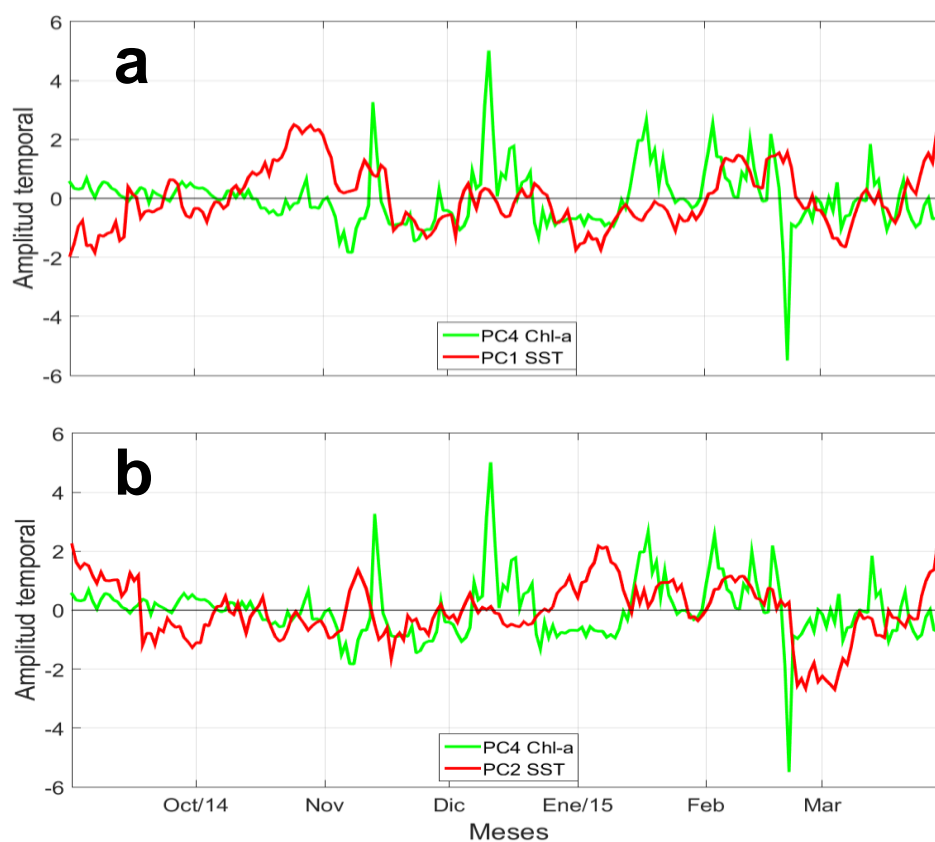 a
6
4
2
0
-2
-4
-6
Amplitud temporal
PC4 Chl-a
PC1 SST
b
6
4
2
0
-2
-4
-6
Amplitud temporal
PC4 Chl-a
PC2 SST
Oct/14 Nov Dic Ene/15 Feb Mar
Meses